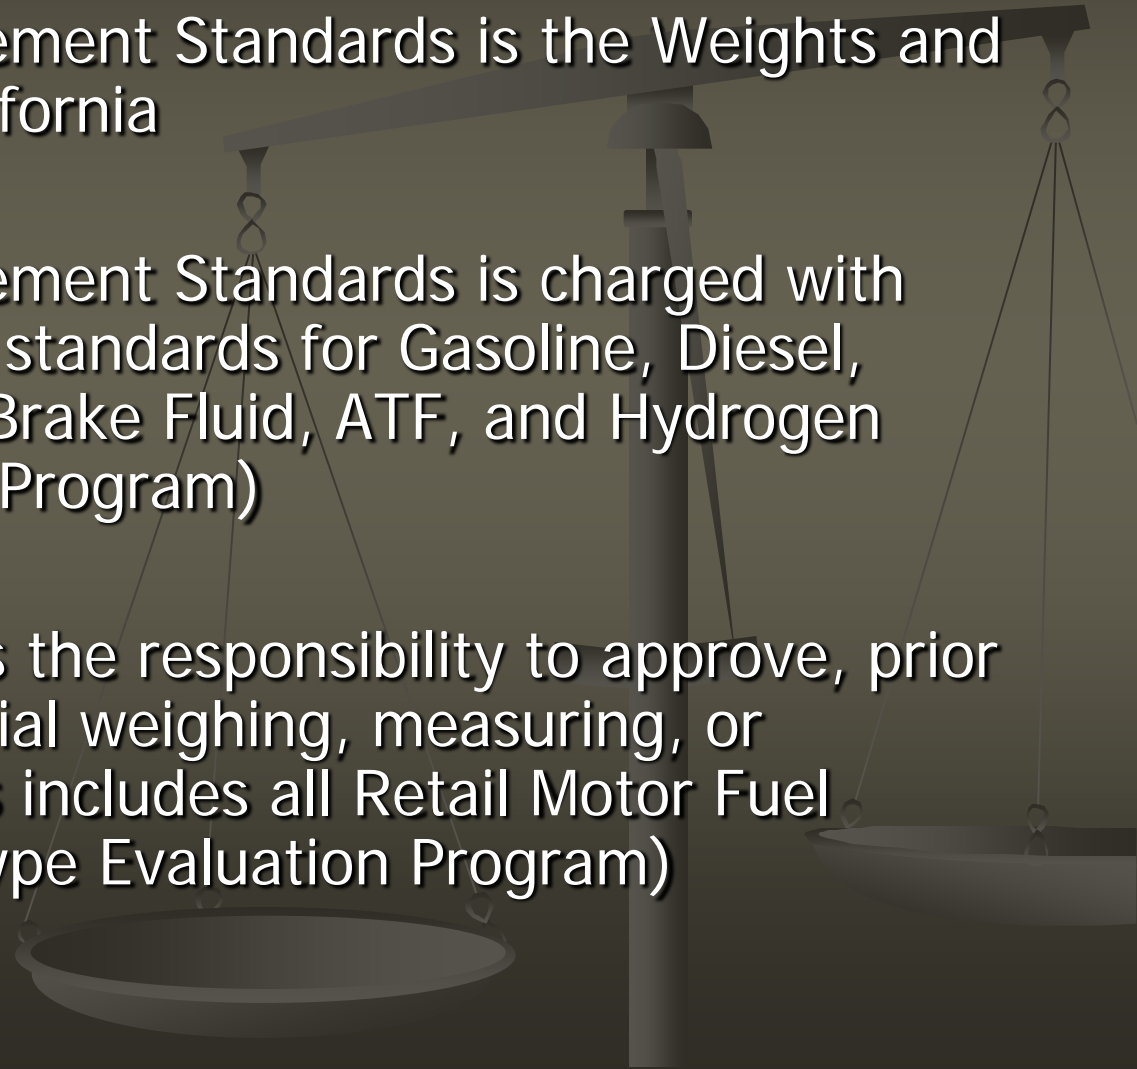 ement Standards is the Weights and
fornia
ement Standards is charged with
standards for Gasoline, Diesel,
Brake Fluid, ATF, and Hydrogen
Program)
s the responsibility to approve, prior
ial weighing, measuring, or
s includes all Retail Motor Fuel
ype Evaluation Program)